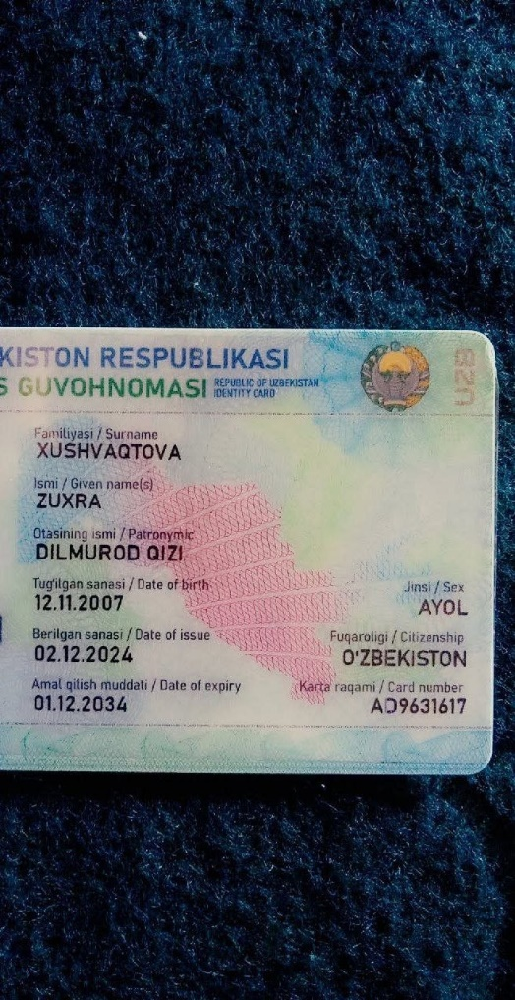 KISTON RESPUBLIKASI
S GUVOHNOMASI REPUBLIC OF UZBEKISTAN
IDENTITY CARD
UZB
Familiyasi / Surname
XUSHVAQTOVA
Ismi / Given name(s)
ZUXRA
Otasining ismi / Patronymic
DILMUROD QIZI
Tug'ilgan sanasi / Date of birth
12.11.2007
Jinsi / Sex
AYOL
Berilgan sanasi / Date of issue
02.12.2024
Fuqaroligi / Citizenship
O'ZBEKISTON
Amal qilish muddati / Date of expiry
01.12.2034
Karta raqami / Card number
AD9631617